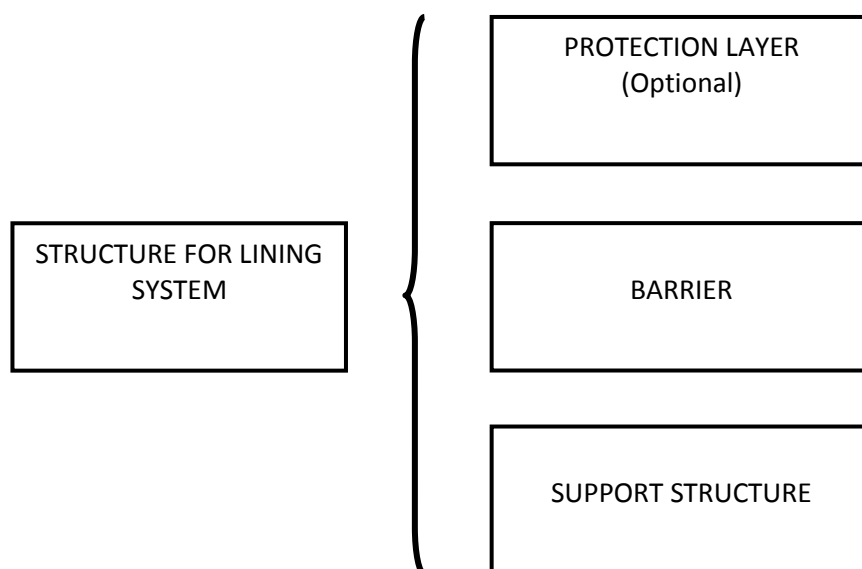 PROTECTION LAYER
(Optional)
STRUCTURE FOR LINING
SYSTEM
BARRIER
SUPPORT STRUCTURE